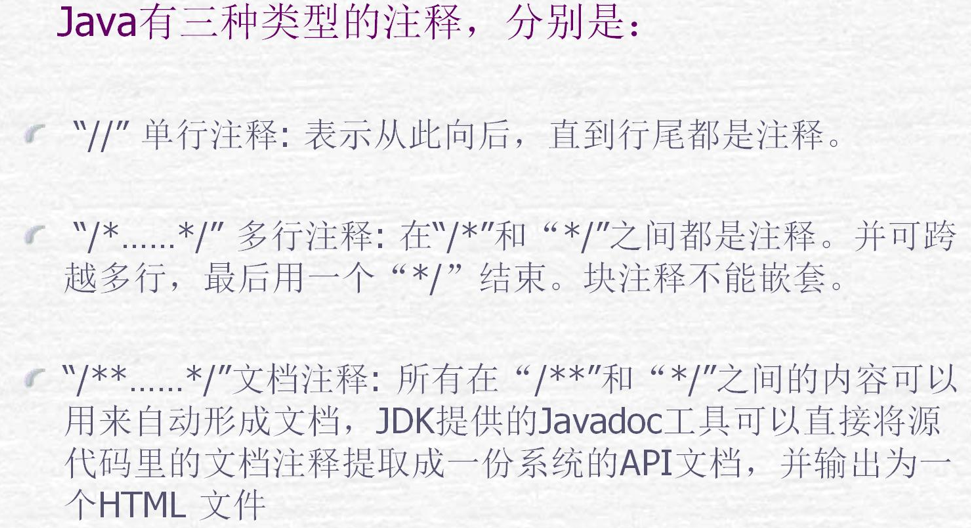 Java有三种类型的注释，分别是：
“//” 单行注释: 表示从此向后，直到行尾都是注释。
“/*……*/” 多行注释: 在“/*”和“*/”之间都是注释。并可跨
越多行，最后用一个“*/”结束。块注释不能嵌套。
“/**……*/”文档注释: 所有在“/**”和“*/”之间的内容可以
用来自动形成文档，JDK提供的Javadoc工具可以直接将源
代码里的文档注释提取成一份系统的API文档，并输出为一
个HTML 文件